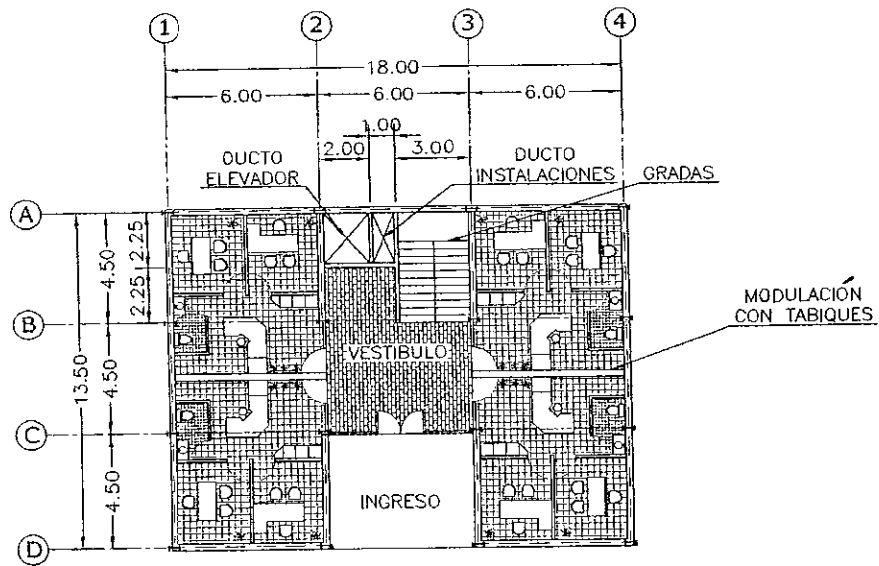 1
2
3
4
18.00
6.00
6.00
6.00
1.00
2.00
3.00
DUCTO
ELEVADOR
DUCTO
INSTALACIONES
GRADAS
A
B
C
D
13.50
4.50
4.50
4.50
2.25
2.25
MODULACIÓN
CON TABIQUES
VESTIBULO
INGRESO